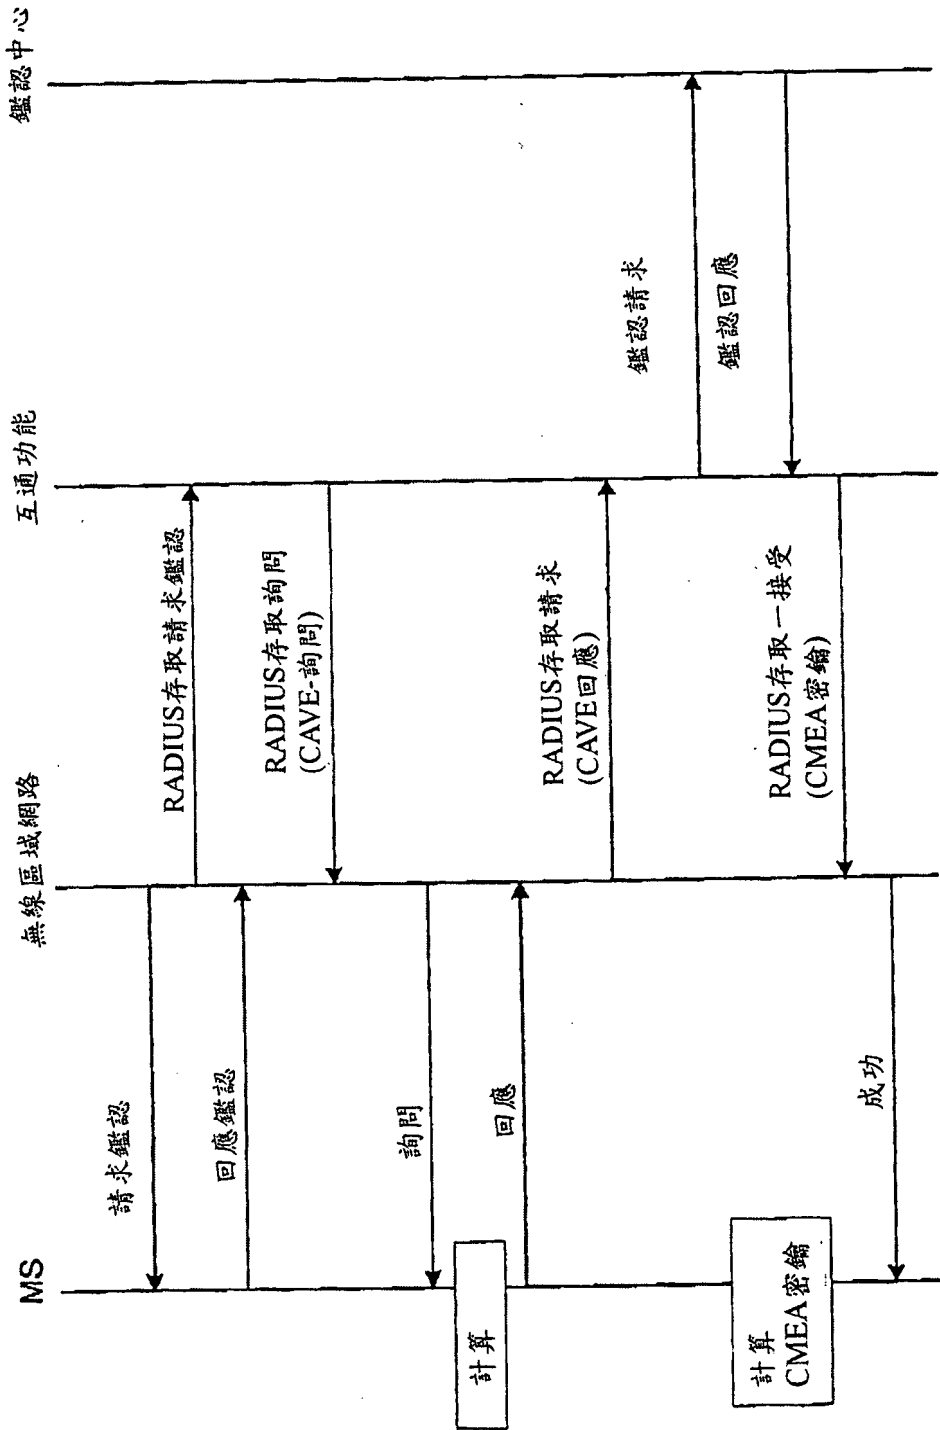 MS
無線區域網路
互通功能
鑑認中心
請求鑑認
RADIUS存取請求鑑認
回應鑑認
RADIUS存取詢問
(CAVE-詢問)
詢問
計算
回應
RADIUS存取請求
(CAVE回應)
鑑認請求
鑑認回應
計算
CMEA密鑰
RADIUS存取一接受
(CMEA密鑰)
成功